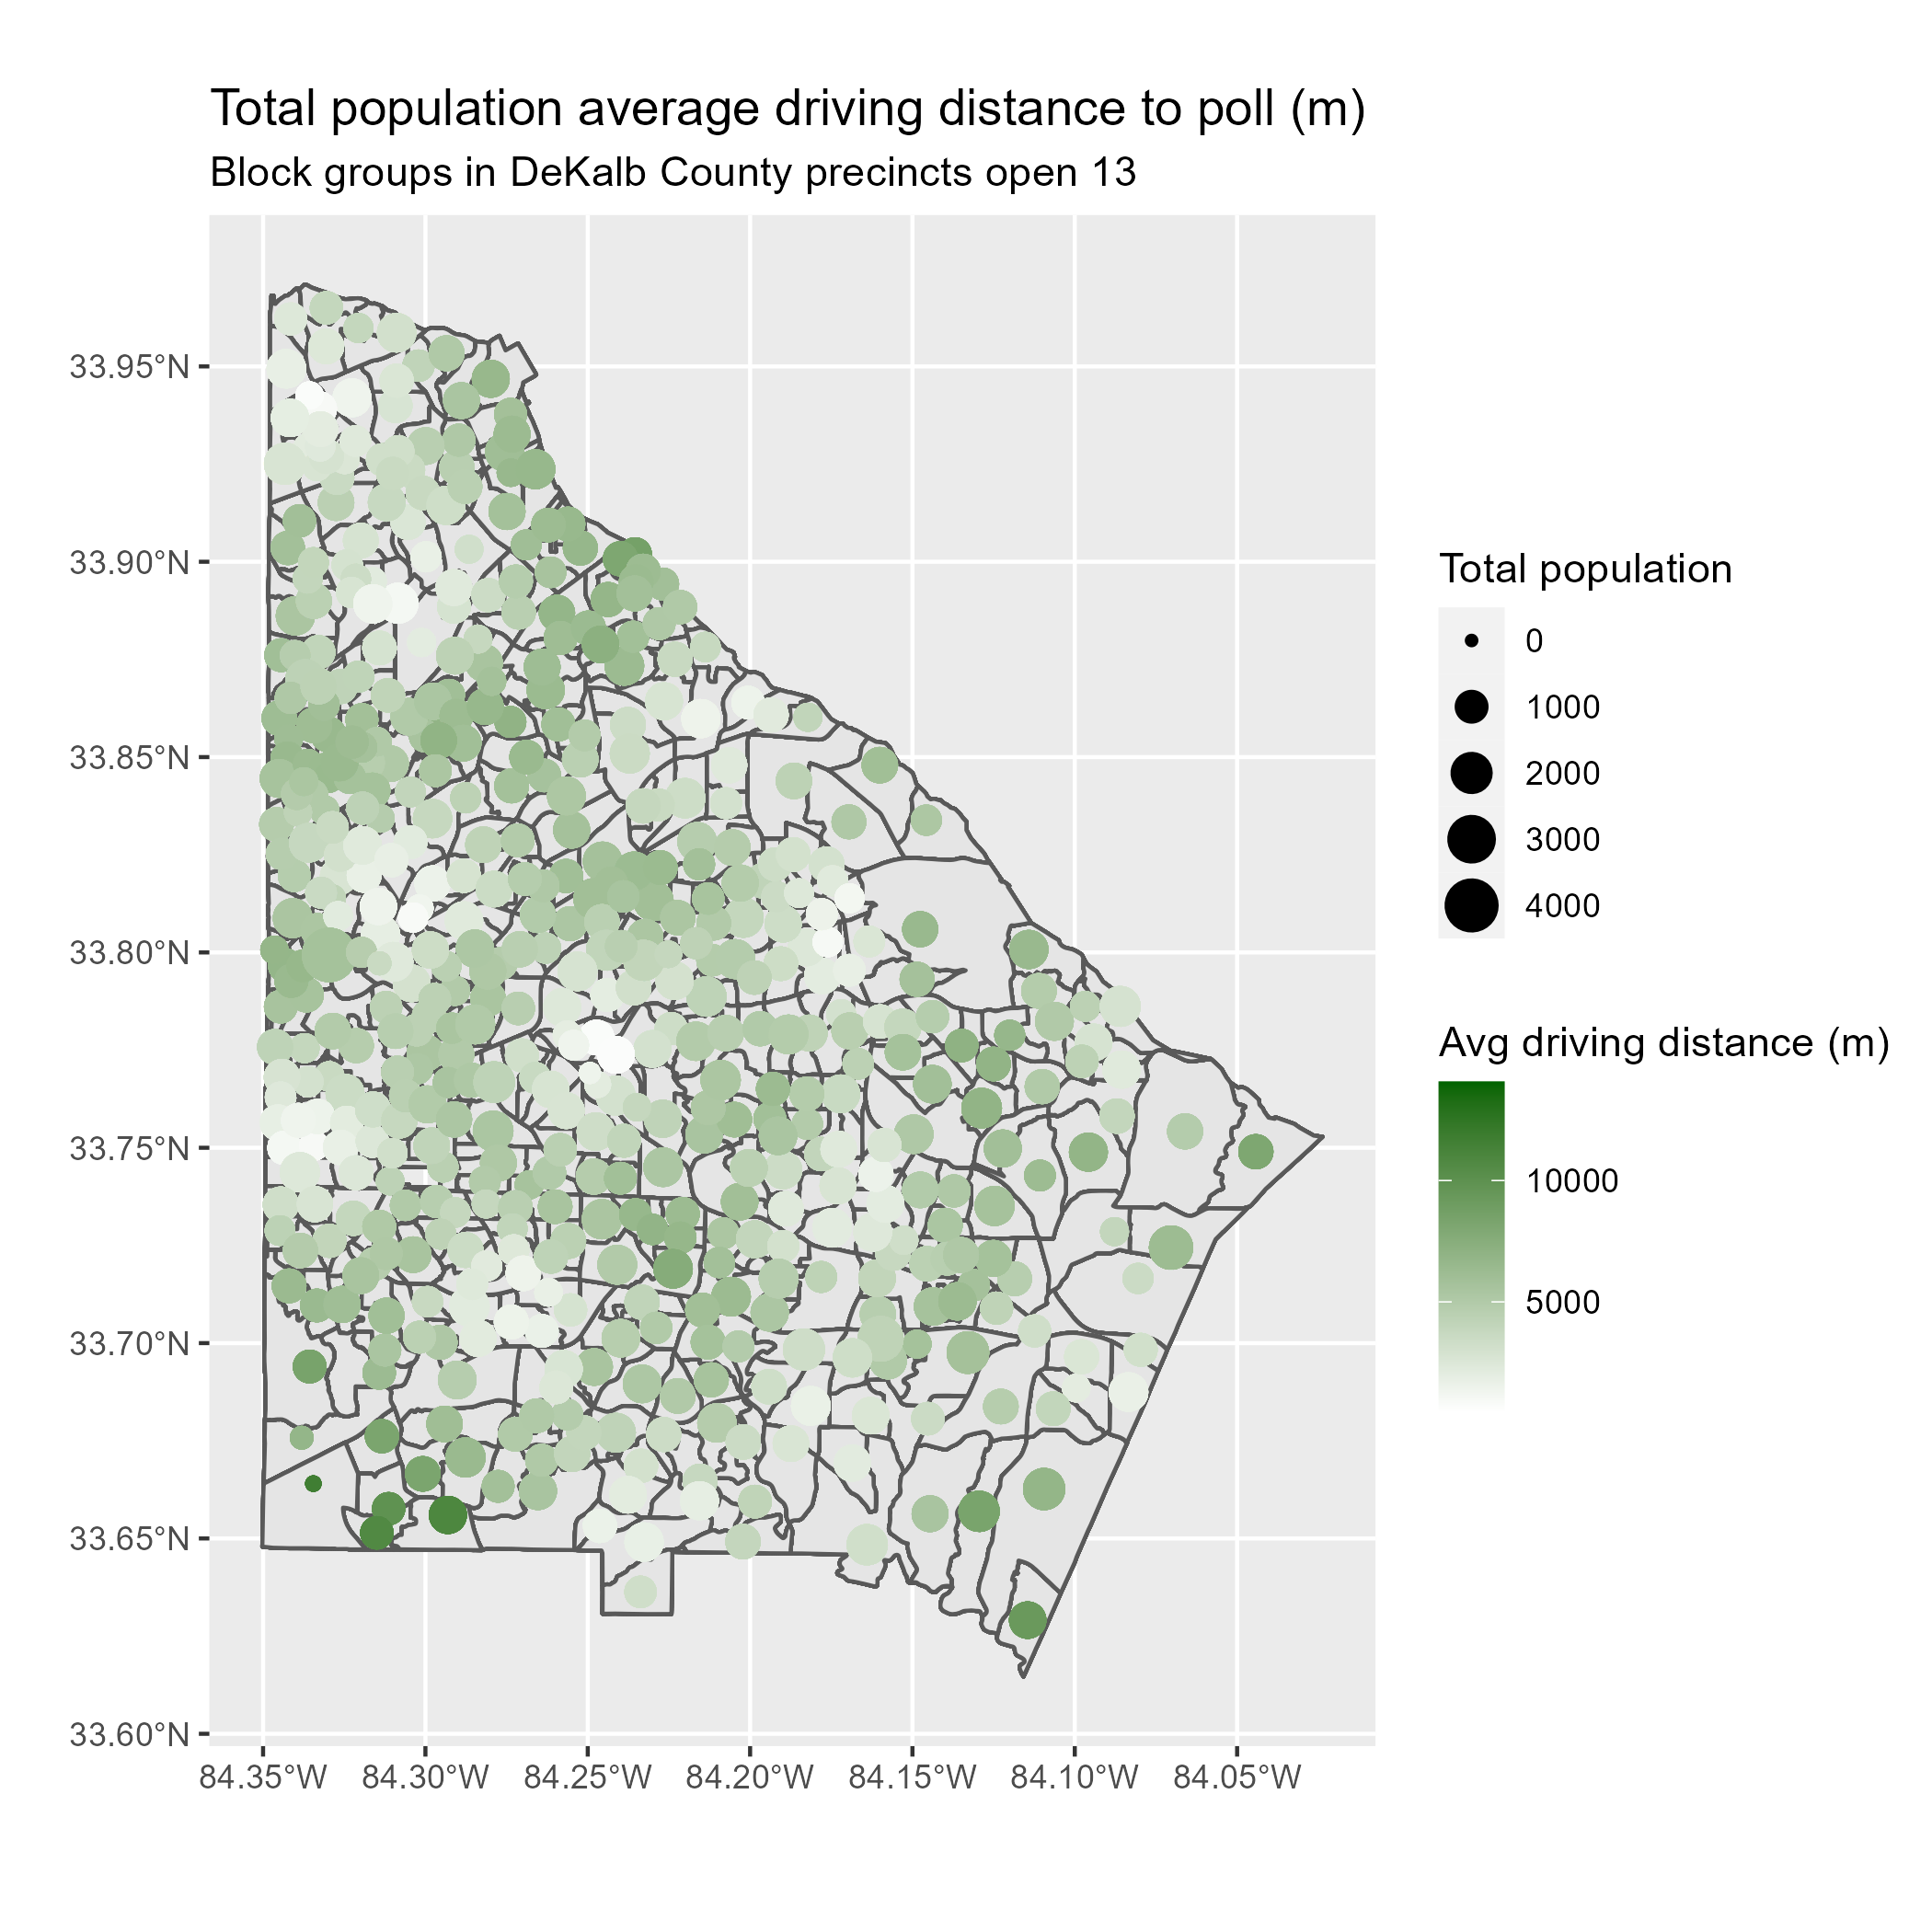 Total population average driving distance to poll (m)
Block groups in DeKalb County precincts open 13
33.95°N
33.90°N
33.85°N
33.80°N
33.75°N
33.70°N
33.65°N
33.60°N
84.35°W 84.30°W 84.25°W 84.20°W 84.15°W 84.10°W 84.05°W
Total population
0
1000
2000
3000
4000
Avg driving distance (m)
10000
5000